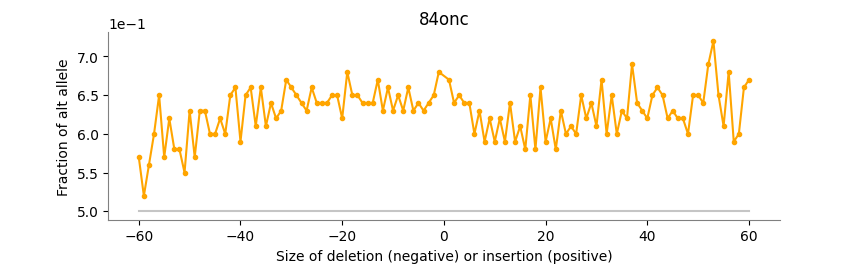 84onc
1e−1
7.0
6.5
6.0
5.5
5.0
Fraction of alt allele
−60 −40 −20 0 20 40 60
Size of deletion (negative) or insertion (positive)